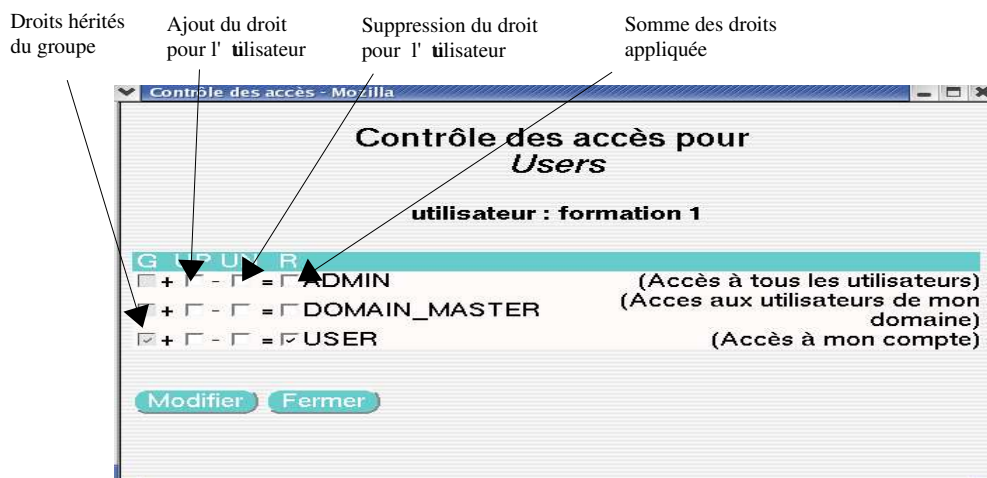 Droits hérités
du groupe
Ajout du droit
pour l' utilisateur
Suppression du droit
pour l' utilisateur
Somme des droits
appliquée
Contrôle des accès - Mozilla
Contrôle des accès pour
Users
utilisateur : formation 1
G UP UN R
+ - = ADMIN (Accès à tous les utilisateurs)
+ - = DOMAIN_MASTER (Acces aux utilisateurs de mon
domaine)
+ - = USER (Accès à mon compte)
Modifier Fermer